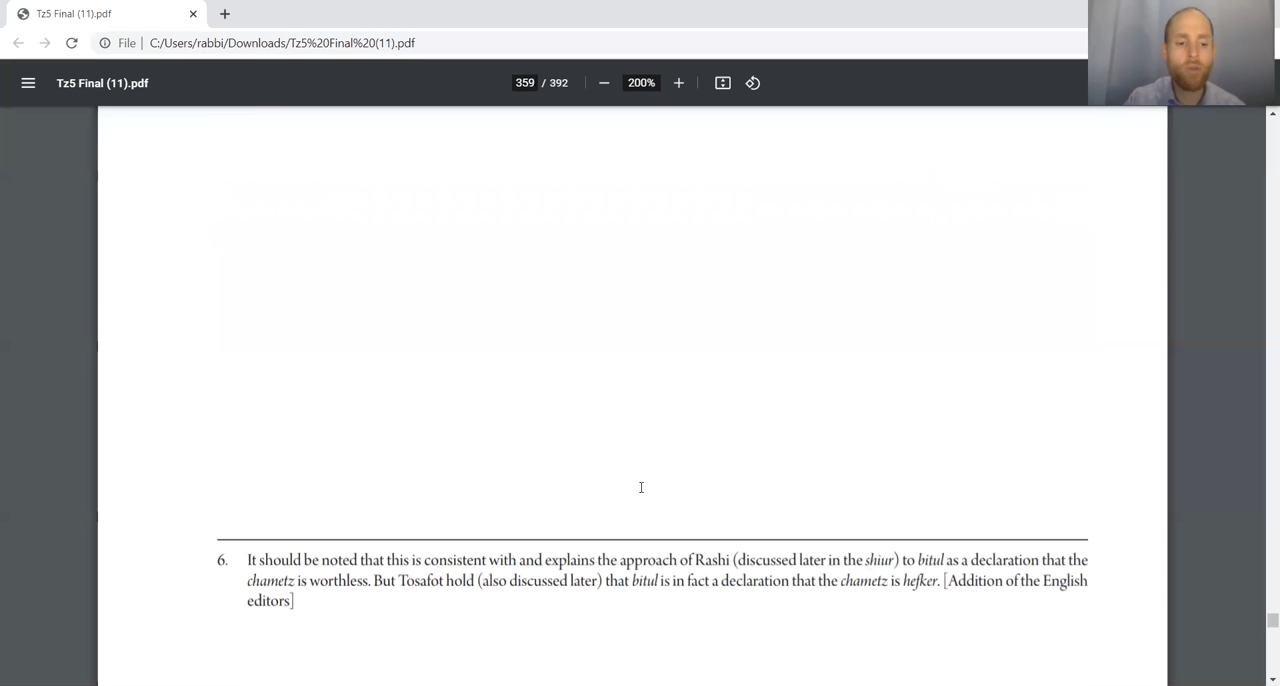 Tz5 Final (11).pdf
File C:/Users/rabbi/Downloads/Tz5%20Final%20(11).pdf
Tz5 Final (11).pdf 359 / 392 200%
6. It should be noted that this is consistent with and explains the approach of Rashi (discussed later in the shiur) to bitul as a declaration that the
chametz is worthless. But Tosafot hold (also discussed later) that bitul is in fact a declaration that the chametz is hefker. [Addition of the English
editors]